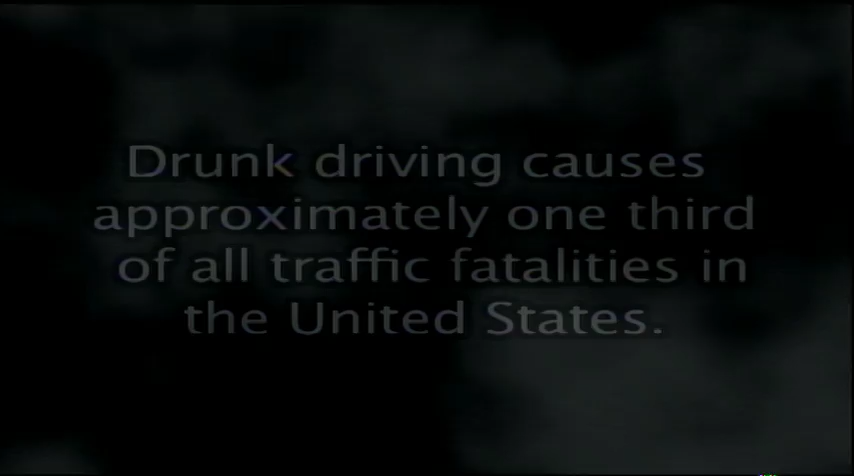 Drunk driving causes
approximately one third
of all traffic fatalities in
the United States.